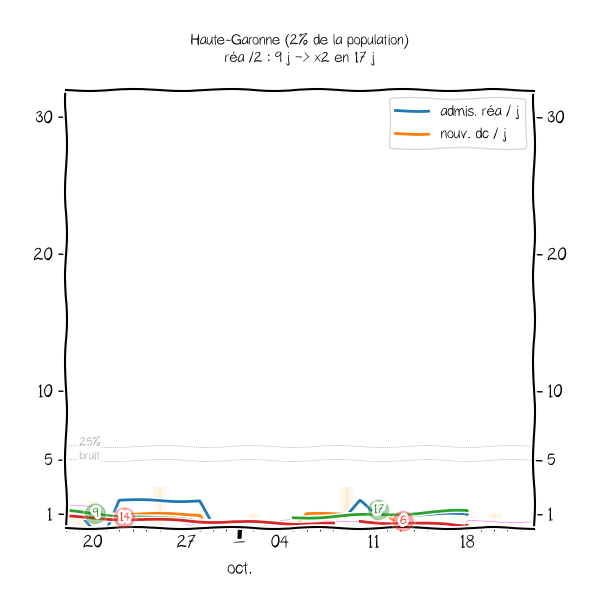 Haute-Garonne (2% de la population)
réa /2 : 9 j -> x2 en 17 j
admis. réa / j
nouv. dc / j
30 30
20 20
10 10
25%
bruit
5 5
1 1
9 14 17 6
20 27 04 11 18
oct.